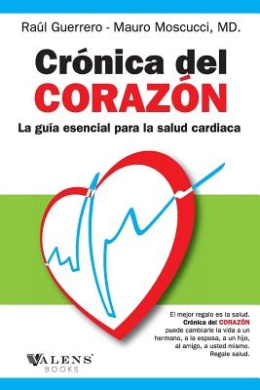 Raúl Guerrero - Mauro Moscucci, MD.
Crónica del
CORAZÓN
La guía esencial para la salud cardiaca
El mejor regalo es la salud.
Crónica del CORAZÓN
puede cambiarle la vida a un
hermano, a la esposa, a un hijo,
al amigo, a usted mismo.
Regale salud.
VALENS
BOOKS